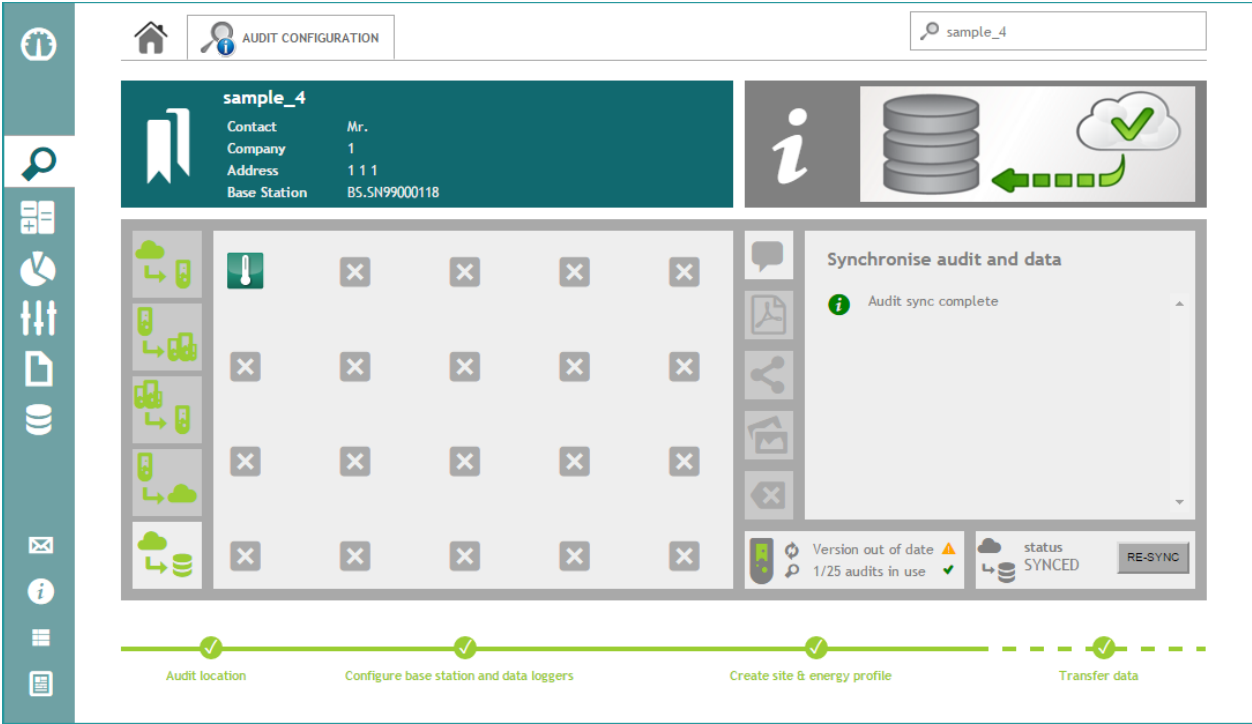 AUDIT CONFIGURATION
sample_4
sample_4
Contact Mr.
Company 1
Address 1 1 1
Base Station BS.SN99000118
Synchronise audit and data
Audit sync complete
Version out of date
1/25 audits in use
status
SYNCED
RE-SYNC
Audit location
Configure base station and data loggers
Create site & energy profile
Transfer data